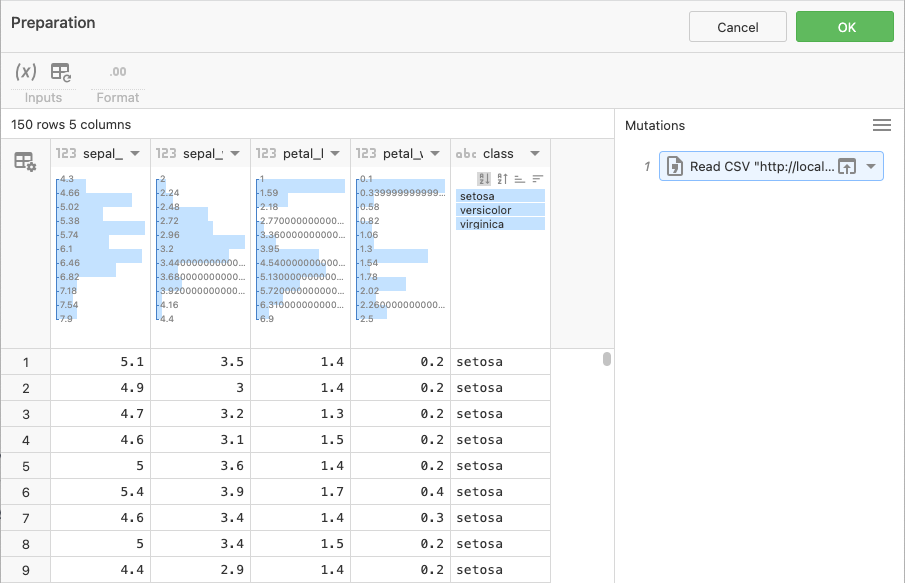 Preparation
Cancel
OK
(x)
.00
Inputs
Format
150 rows 5 columns
Mutations
123 sepal_
123 sepal_
123 petal_l
123 petal_v
abc class
1 Read CSV "http://local...
4.3
4.66
5.02
5.38
5.74
6.1
6.46
6.82
7.18
7.54
7.9
2
2.24
2.48
2.72
2.96
3.2
3.440000000000...
3.680000000000...
3.920000000000...
4.16
4.4
1
1.59
2.18
2.770000000000...
3.360000000000...
3.95
4.540000000000...
5.130000000000...
5.720000000000...
6.310000000000...
6.9
0.1
0.339999999999...
0.58
0.82
1.06
1.3
1.54
1.78
2.02
2.260000000000...
2.5
setosa
versicolor
virginica
1 5.1 3.5 1.4 0.2 setosa
2 4.9 3 1.4 0.2 setosa
3 4.7 3.2 1.3 0.2 setosa
4 4.6 3.1 1.5 0.2 setosa
5 5 3.6 1.4 0.2 setosa
6 5.4 3.9 1.7 0.4 setosa
7 4.6 3.4 1.4 0.3 setosa
8 5 3.4 1.5 0.2 setosa
9 4.4 2.9 1.4 0.2 setosa